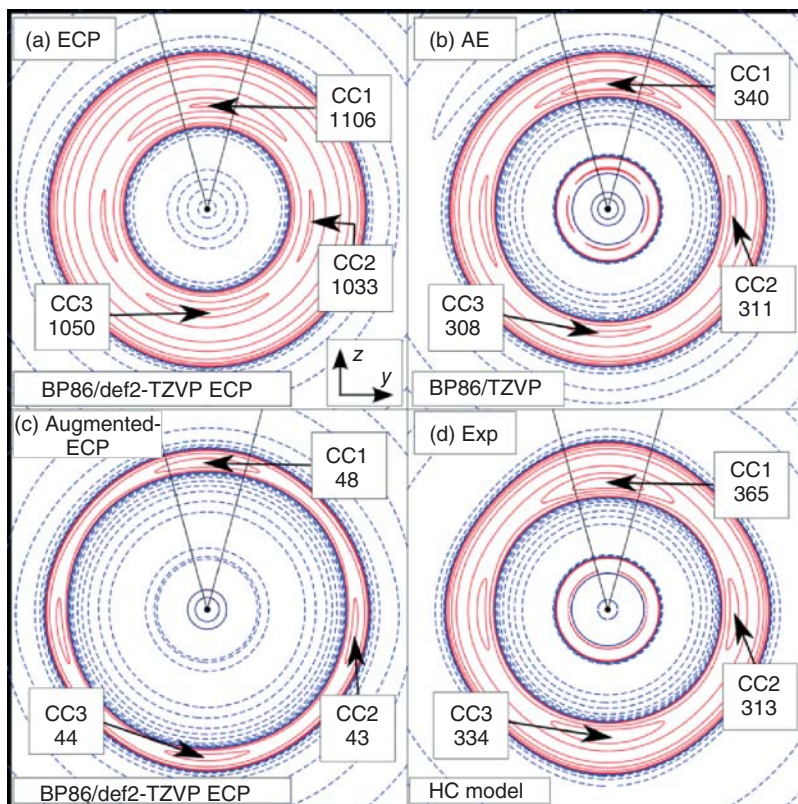 (a) ECP
CC1
1106
CC2
1033
CC3
1050
z
y
BP86/def2-TZVP ECP
(b) AE
CC1
340
CC2
311
CC3
308
BP86/TZVP
(c) Augmented-
ECP
CC1
48
CC3
44
CC2
43
BP86/def2-TZVP ECP
(d) Exp
CC1
365
CC2
313
CC3
334
HC model